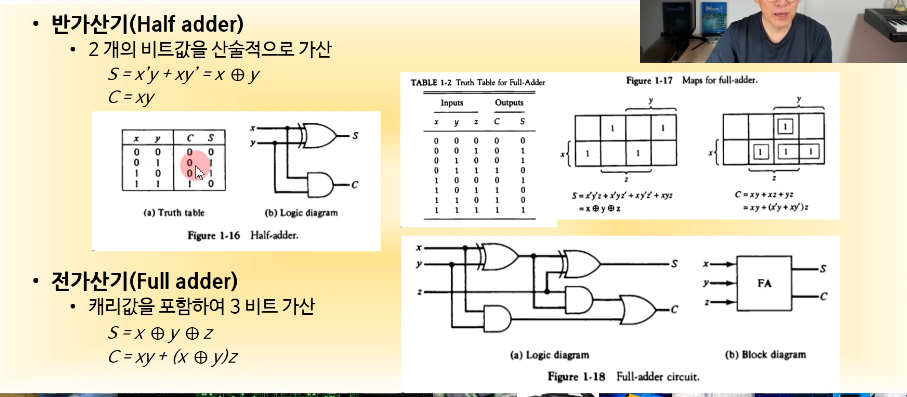 • 반가산기(Half adder)
• 2 개의 비트값을 산술적으로 가산
S = x'y + xy' = x ⊕ y
C = xy
x y C S
0 0 0 0
0 1 0 1
1 0 0 1
1 1 1 0
(a) Truth table
x
y
S
C
(b) Logic diagram
Figure 1-16 Half-adder.
• 전가산기(Full adder)
• 캐리값을 포함하여 3 비트 가산
S = x ⊕ y ⊕ z
C = xy + (x ⊕ y)z
TABLE 1-2 Truth Table for Full-Adder
Inputs Outputs
x y z C S
0 0 0 0 0
0 0 1 0 1
0 1 0 0 1
0 1 1 1 0
1 0 0 0 1
1 0 1 1 0
1 1 0 1 0
1 1 1 1 1
Figure 1-17 Maps for full-adder.
y
1 1
x 1 1
z
S = x'y'z + x'yz' + xy'z' + xyz
= x ⊕ y ⊕ z
y
1
x 1 1 1
z
C = xy + xz + yz
= xy + (x'y + xy')z
x
y
z
S
C
(a) Logic diagram
x
y
z
FA
S
C
(b) Block diagram
Figure 1-18 Full-adder circuit.